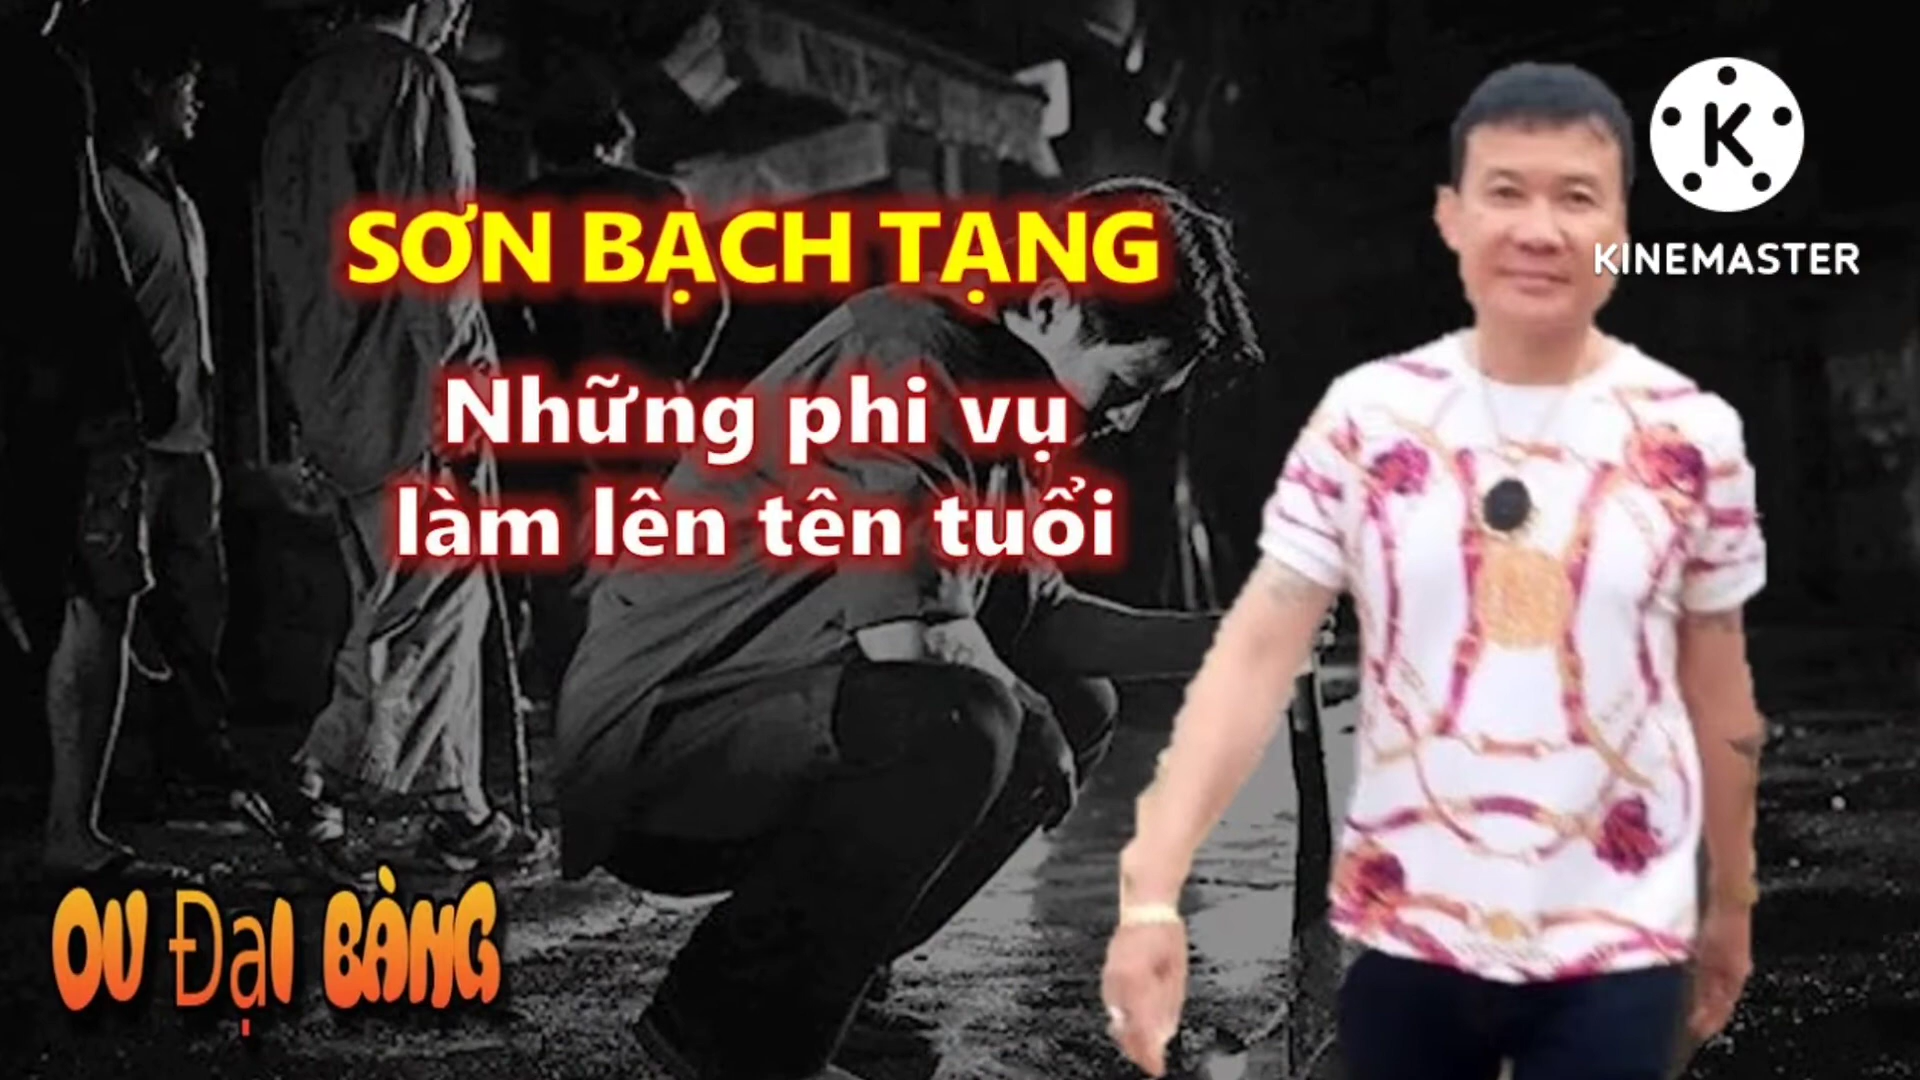 SƠN BẠCH TẠNG
Những phi vụ
làm lên tên tuổi
OU ĐẠI BÀNG
K
KINEMASTER